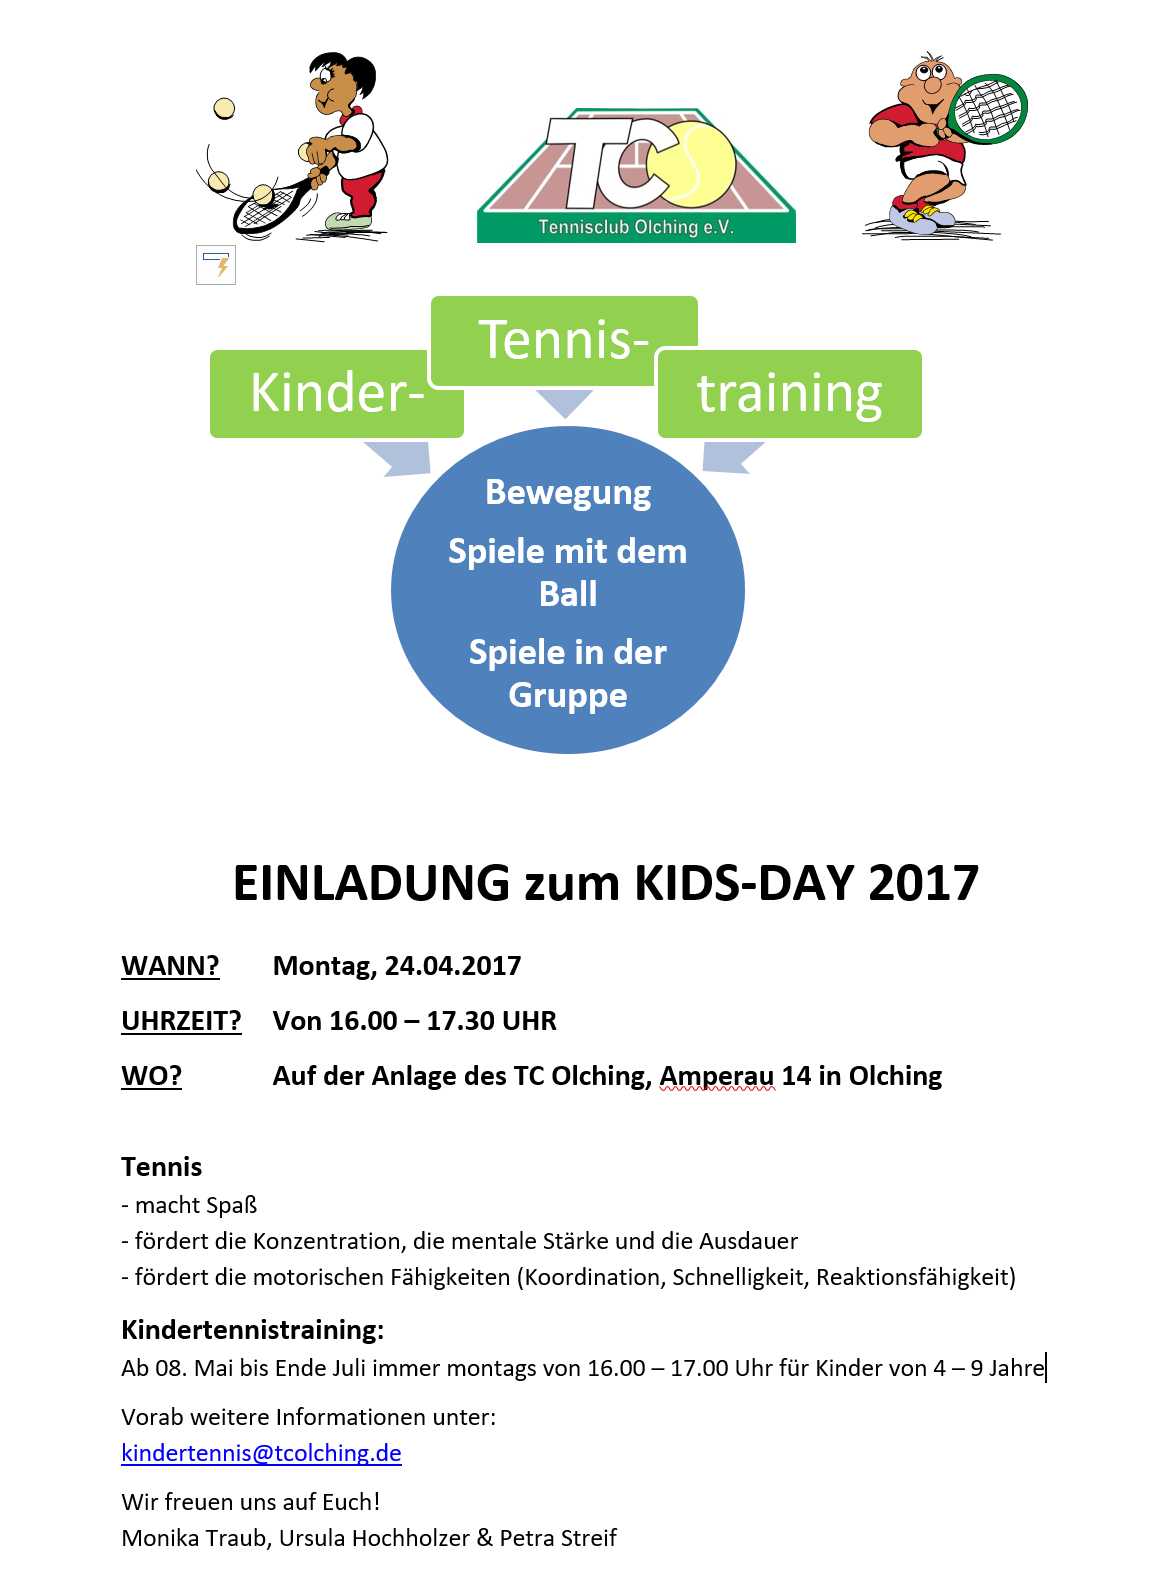 TCO
Tennisclub Olching e.V.
Kinder-
Tennis-
training
Bewegung
Spiele mit dem
Ball
Spiele in der
Gruppe
EINLADUNG zum KIDS-DAY 2017
WANN? Montag, 24.04.2017
UHRZEIT? Von 16.00 – 17.30 UHR
WO? Auf der Anlage des TC Olching, Amperau 14 in Olching
Tennis
- macht Spaß
- fördert die Konzentration, die mentale Stärke und die Ausdauer
- fördert die motorischen Fähigkeiten (Koordination, Schnelligkeit, Reaktionsfähigkeit)
Kindertennistraining:
Ab 08. Mai bis Ende Juli immer montags von 16.00 – 17.00 Uhr für Kinder von 4 – 9 Jahre
Vorab weitere Informationen unter:
kindertennis@tcolching.de
Wir freuen uns auf Euch!
Monika Traub, Ursula Hochholzer & Petra Streif